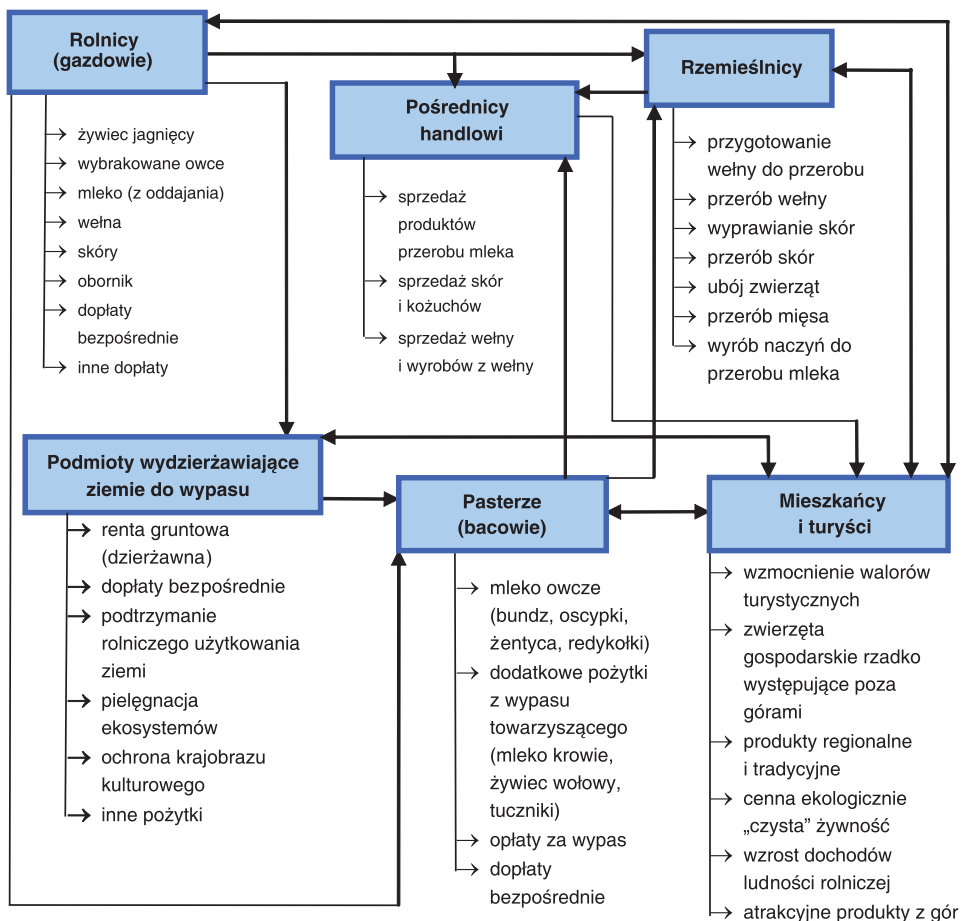 Rolnicy
(gazdowie)
żywiec jagnięcy
wybrakowane owce
mleko (z oddajania)
wełna
skóry
obornik
dopłaty
bezpośrednie
inne dopłaty
Pośrednicy
handlowi
sprzedaż
produktów
przerobu mleka
sprzedaż skór
i kożuchów
sprzedaż wełny
i wyrobów z wełny
Rzemieślnicy
przygotowanie
wełny do przerobu
przerób wełny
wyprawianie skór
przerób skór
ubój zwierząt
przerób mięsa
wyrób naczyń do
przerobu mleka
Podmioty wydzierżawiające
ziemie do wypasu
renta gruntowa
(dzierżawna)
dopłaty bezpośrednie
podtrzymanie
rolniczego użytkowania
ziemi
pielęgnacja
ekosystemów
ochrona krajobrazu
kulturowego
inne pożytki
Pasterze
(bacowie)
mleko owcze
(bundz, oscypki,
żentyca, redykołki)
dodatkowe pożytki
z wypasu
towarzyszącego
(mleko krowie,
żywiec wołowy,
tuczniki)
opłaty za wypas
dopłaty
bezpośrednie
Mieszkańcy
i turyści
wzmocnienie walorów
turystycznych
zwierzęta
gospodarskie rzadko
występujące poza
górami
produkty regionalne
i tradycyjne
cenna ekologicznie
„czysta” żywność
wzrost dochodów
ludności rolniczej
atrakcyjne produkty z gór